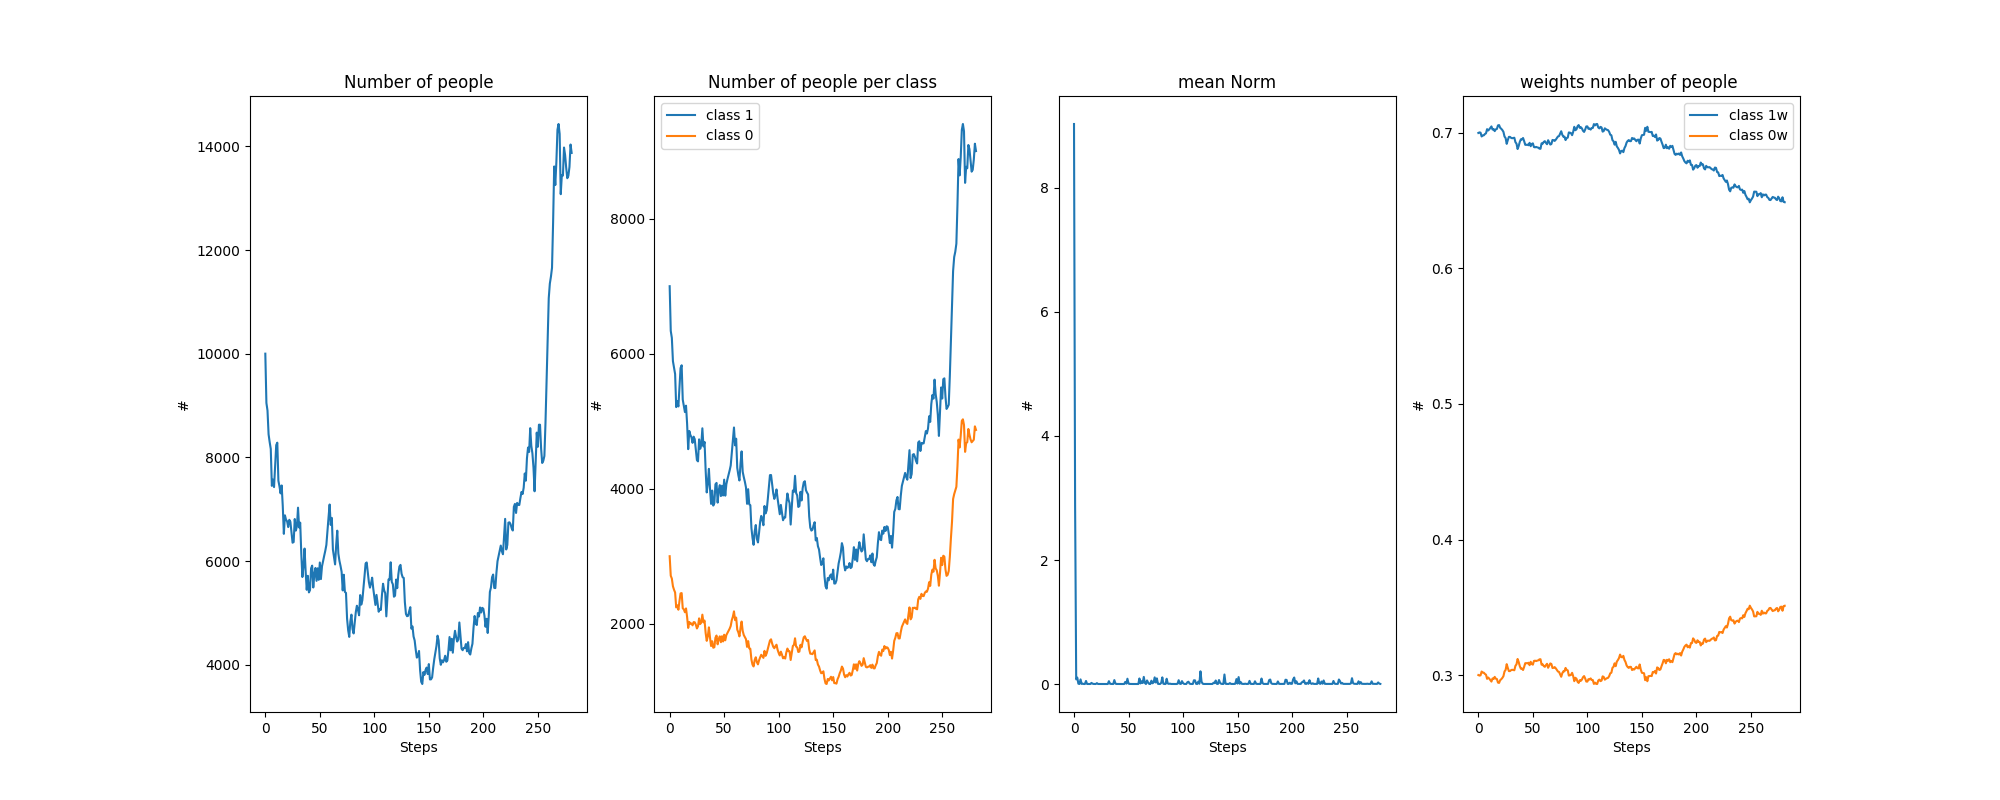 Number of people
14000
12000
10000
8000
6000
4000
#
0 50 100 150 200 250
Steps
Number of people per class
class 1
class 0
8000
6000
4000
2000
#
0 50 100 150 200 250
Steps
mean Norm
8
6
4
2
0
#
0 50 100 150 200 250
Steps
weights number of people
class 1w
class 0w
0.7
0.6
0.5
0.4
0.3
#
0 50 100 150 200 250
Steps